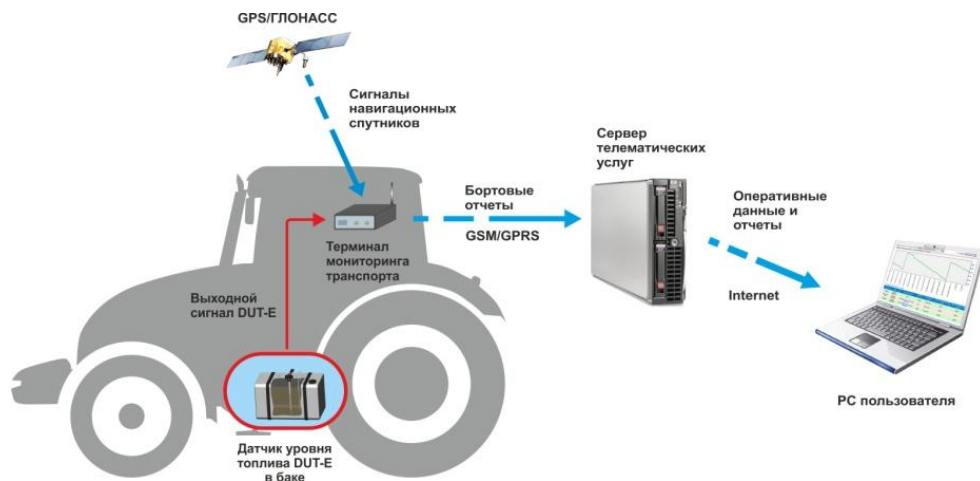 GPS/ГЛОНАСС
Сигналы
навигационных
спутников
Сервер
телематических
услуг
Бортовые
отчеты
GSM/GPRS
Оперативные
данные и
отчеты
Internet
Терминал
мониторинга
транспорта
Выходной
сигнал DUT-E
PC пользователя
Датчик уровня
топлива DUT-E
в баке